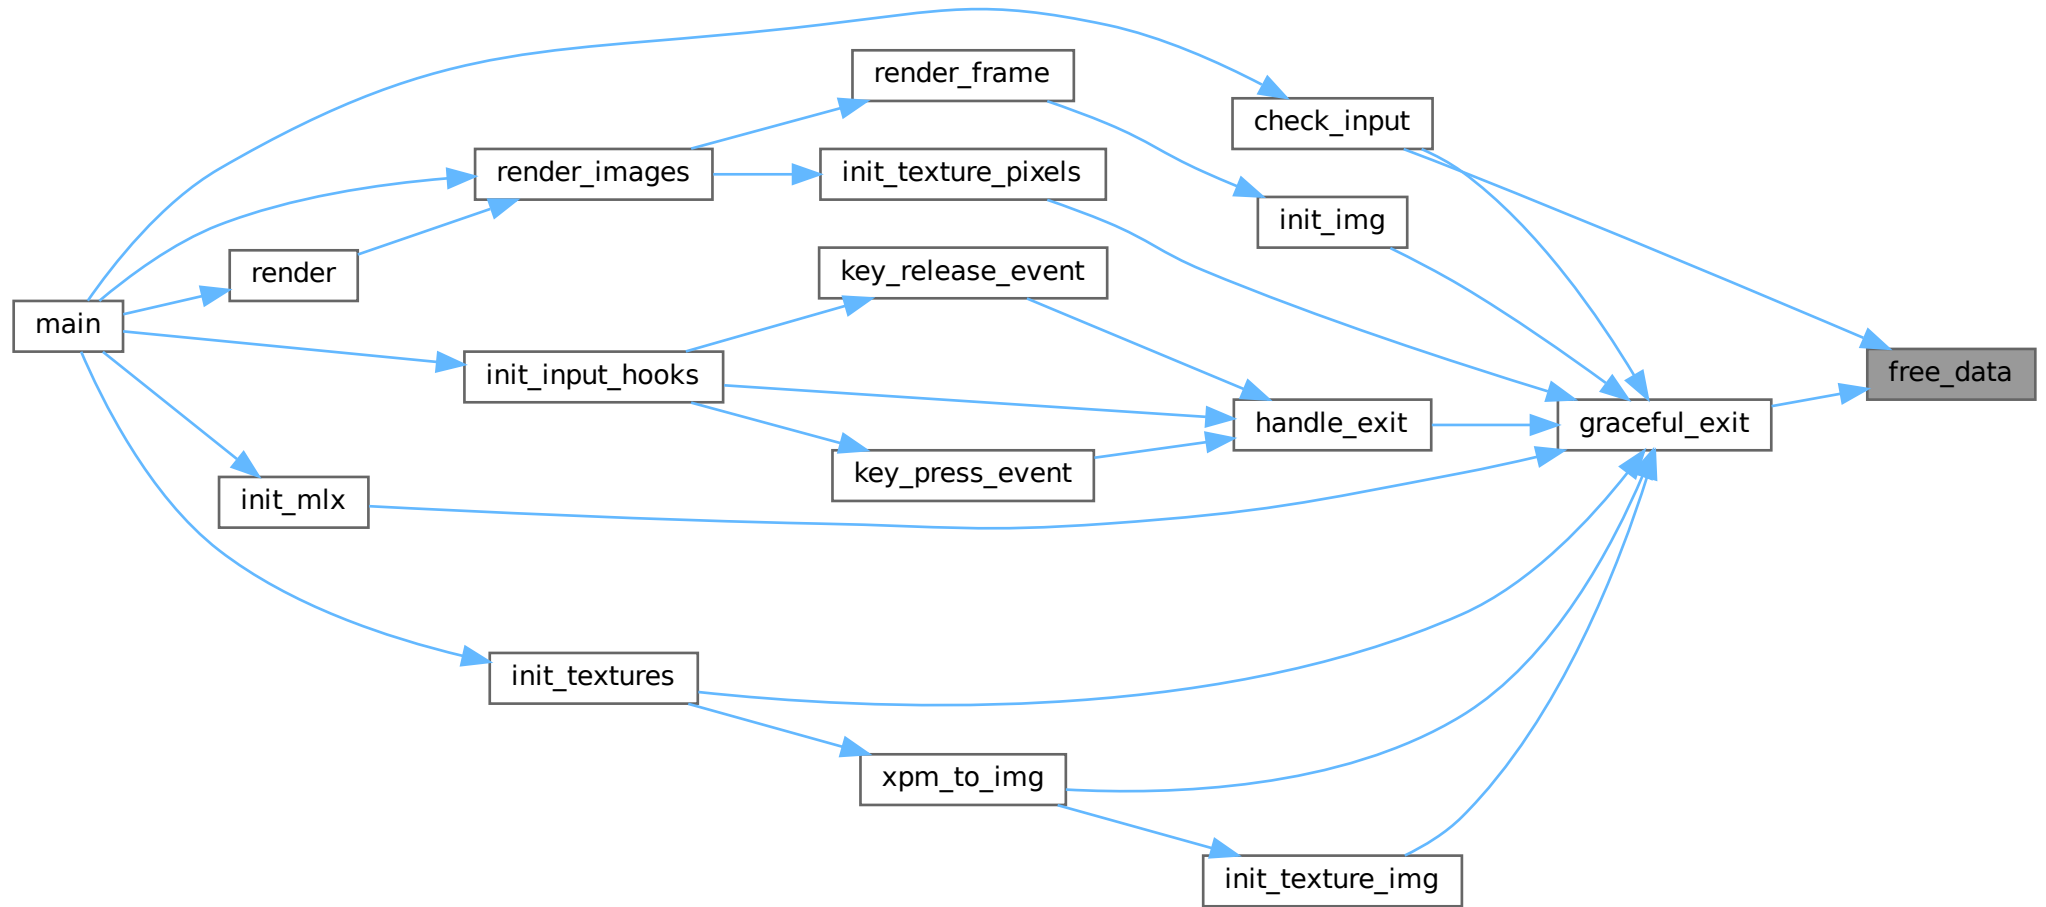 render_frame
check_input
render_images
init_texture_pixels
init_img
render
key_release_event
main
init_input_hooks
free_data
handle_exit
graceful_exit
key_press_event
init_mlx
init_textures
xpm_to_img
init_texture_img